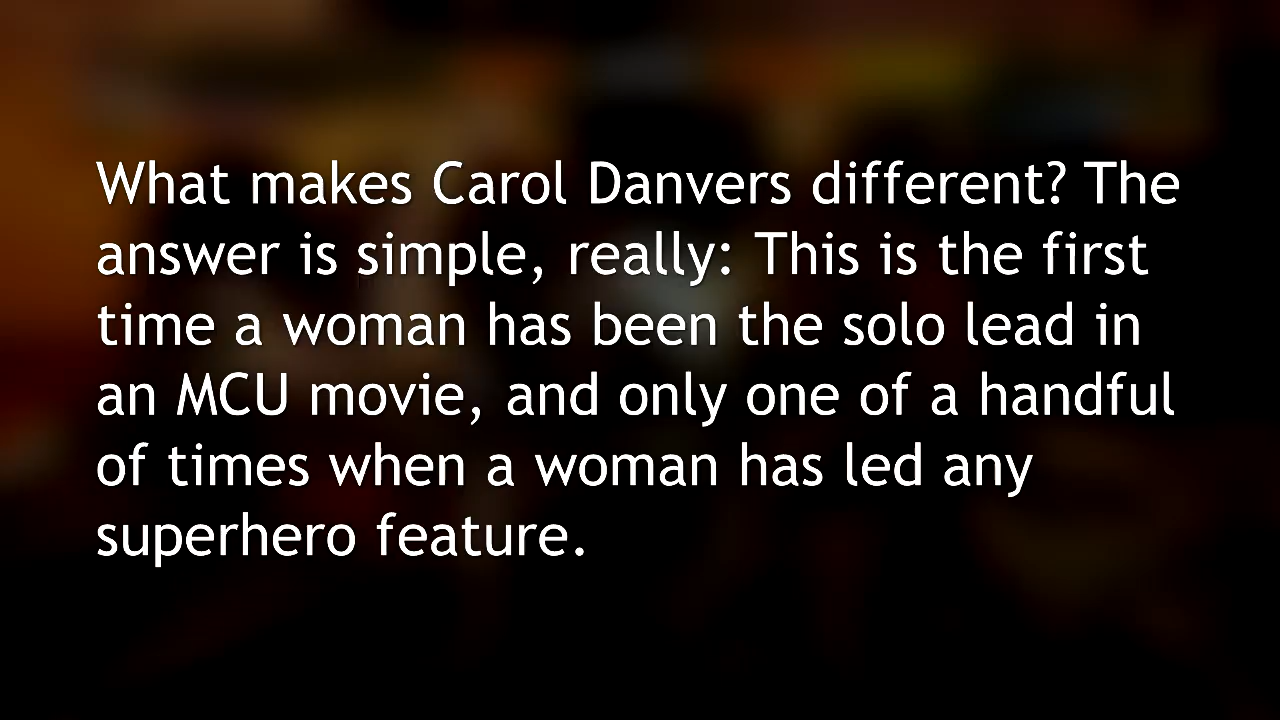 What makes Carol Danvers different? The
answer is simple, really: This is the first
time a woman has been the solo lead in
an MCU movie, and only one of a handful
of times when a woman has led any
superhero feature.